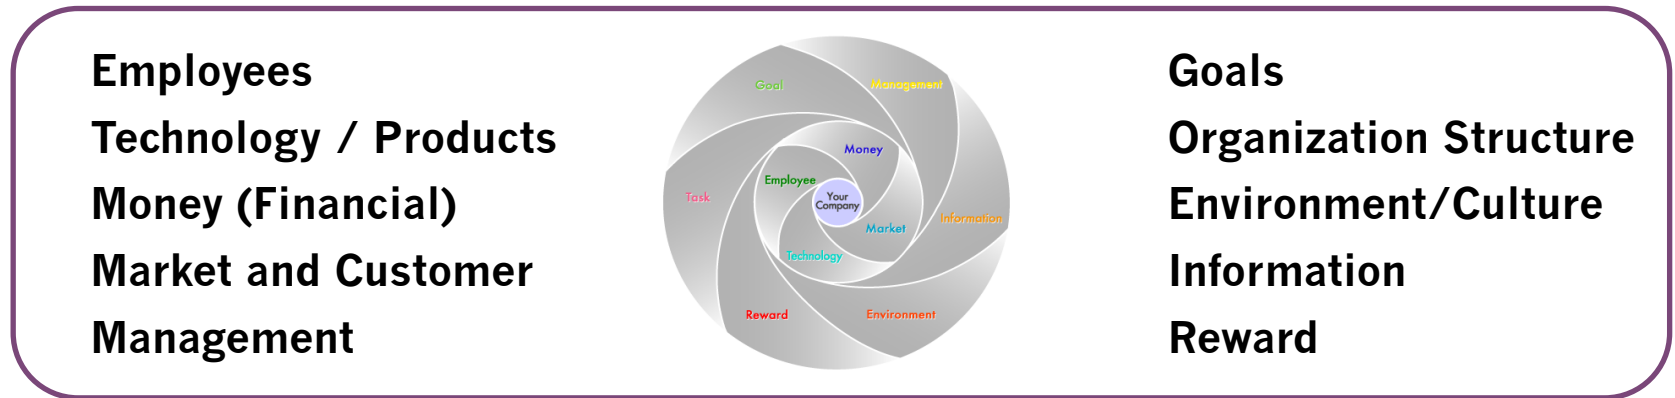 Employees
Technology / Products
Money (Financial)
Market and Customer
Management
Goal
Management
Money
Employee
Task
Your
Company
Information
Market
Technology
Reward
Environment
Goals
Organization Structure
Environment/Culture
Information
Reward